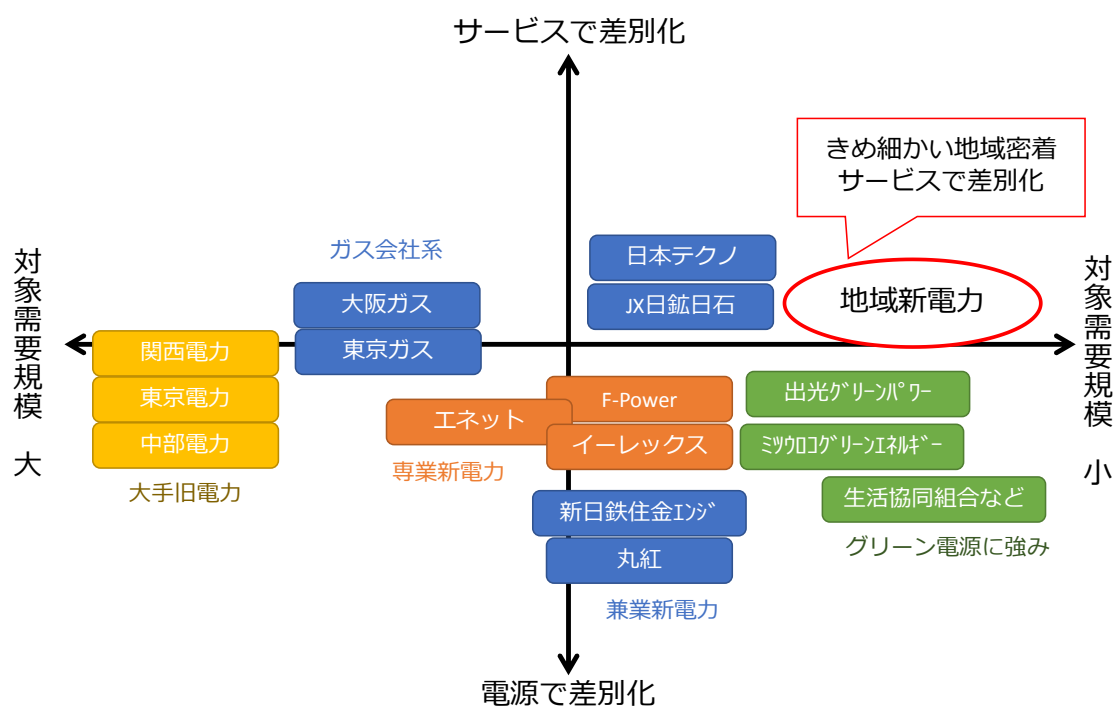 サービスで差別化
きめ細かい地域密着
サービスで差別化
対象需要規模 大
ガス会社系
大阪ガス
東京ガス
関西電力
東京電力
中部電力
大手旧電力
日本テクノ
JX日鉱日石
地域新電力
対象需要規模 小
エネット
F-Power
イーレックス
専業新電力
出光ｸﾞﾘｰﾝﾊﾟﾜｰ
ﾐﾂウロコｸﾞﾘｰﾝｴﾈﾙｷﾞｰ
生活協同組合など
グリーン電源に強み
新日鉄住金ｴﾝｼﾞ
丸紅
兼業新電力
電源で差別化